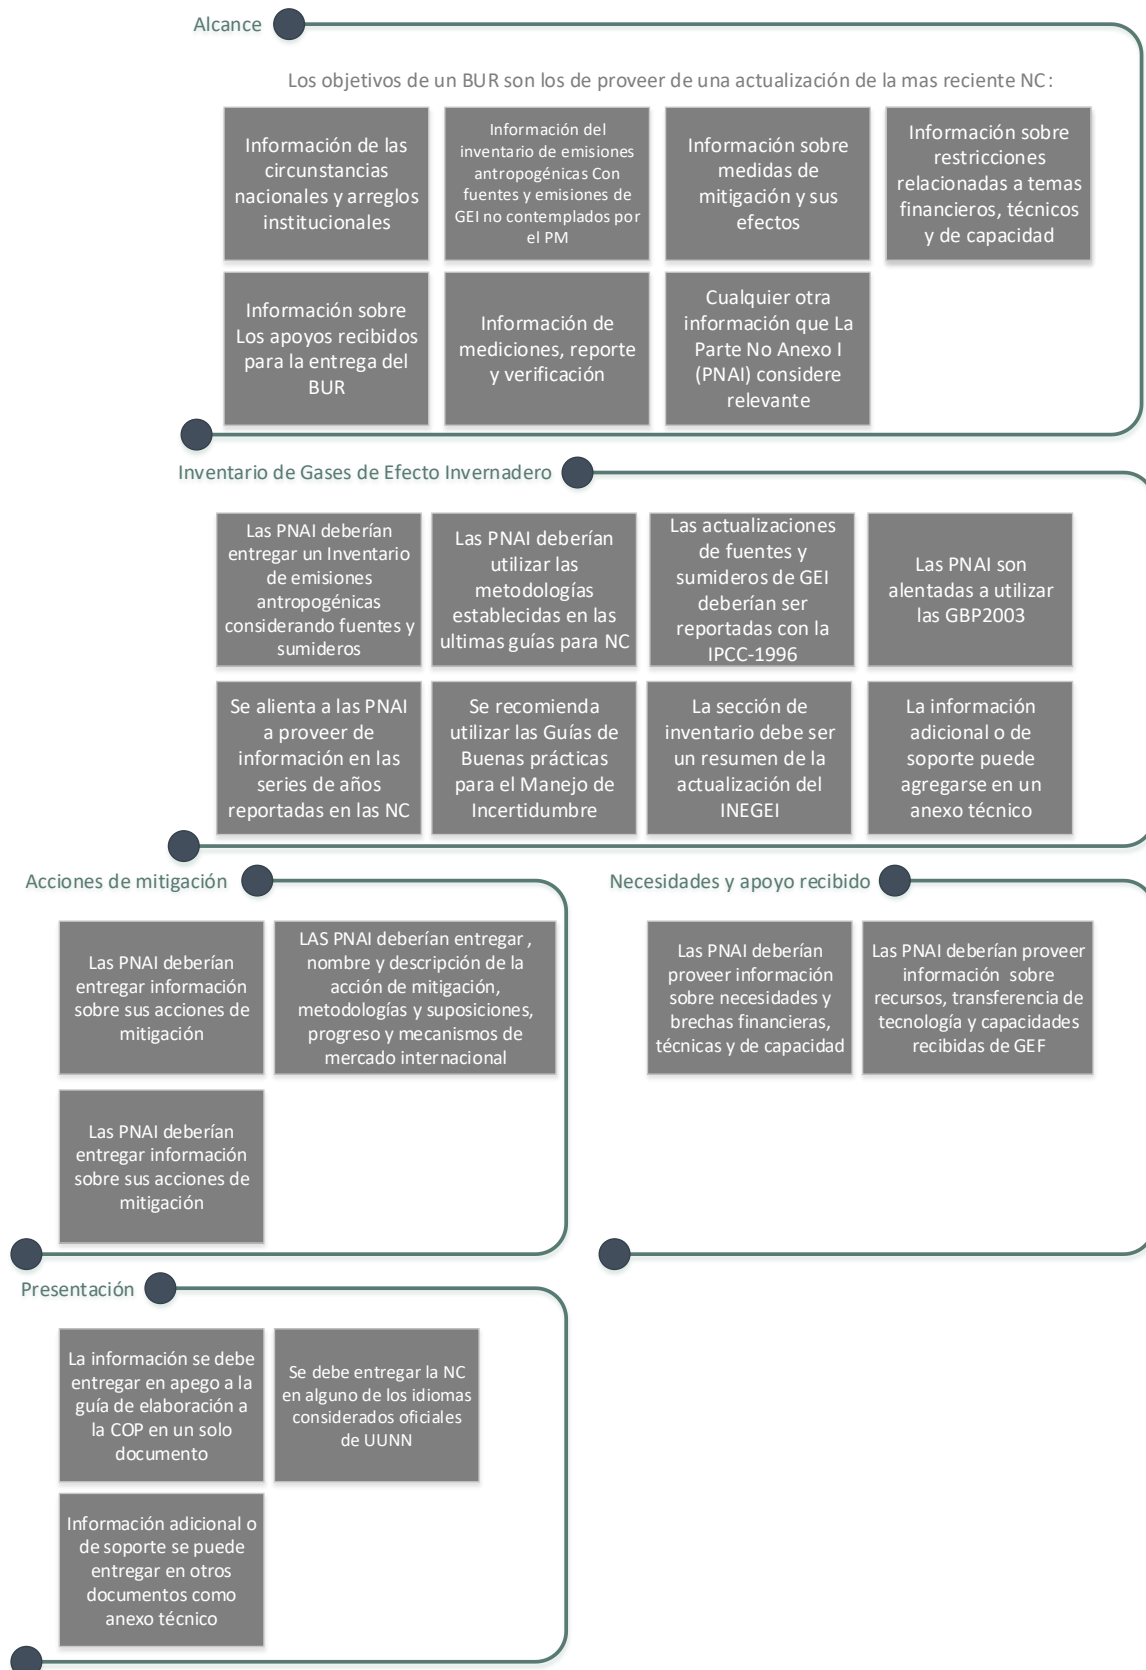 Alcance
Los objetivos de un BUR son los de proveer de una actualización de la mas reciente NC:
Información de las
circunstancias
nacionales y arreglos
institucionales
Información del
inventario de emisiones
antropogénicas Con
fuentes y emisiones de
GEI no contemplados por
el PM
Información sobre
medidas de
mitigación y sus
efectos
Información sobre
restricciones
relacionadas a temas
financieros, técnicos
y de capacidad
Información sobre
Los apoyos recibidos
para la entrega del
BUR
Información de
mediciones, reporte
y verificación
Cualquier otra
información que La
Parte No Anexo I
(PNAI) considere
relevante
Inventario de Gases de Efecto Invernadero
Las PNAI deberían
entregar un Inventario
de emisiones
antropogénicas
considerando fuentes y
sumideros
Las PNAI deberían
utilizar las
metodologías
establecidas en las
ultimas guías para NC
Las actualizaciones
de fuentes y
sumideros de GEI
deberían ser
reportadas con la
IPCC-1996
Las PNAI son
alentadas a utilizar
las GBP2003
Se alienta a las PNAI
a proveer de
información en las
series de años
reportadas en las NC
Se recomienda
utilizar las Guías de
Buenas prácticas
para el Manejo de
Incertidumbre
La sección de
inventario debe ser
un resumen de la
actualización del
INEGEI
La información
adicional o de
soporte puede
agregarse en un
anexo técnico
Acciones de mitigación
Las PNAI deberían
entregar información
sobre sus acciones de
mitigación
LAS PNAI deberían entregar ,
nombre y descripción de la
acción de mitigación,
metodologías y suposiciones,
progreso y mecanismos de
mercado internacional
Las PNAI deberían
entregar información
sobre sus acciones de
mitigación
Necesidades y apoyo recibido
Las PNAI deberían
proveer información
sobre necesidades y
brechas financieras,
técnicas y de capacidad
Las PNAI deberían proveer
información sobre
recursos, transferencia de
tecnología y capacidades
recibidas de GEF
Presentación
La información se debe
entregar en apego a la
guía de elaboración a
la COP en un solo
documento
Se debe entregar la NC
en alguno de los idiomas
considerados oficiales
de UUNN
Información adicional o
de soporte se puede
entregar en otros
documentos como
anexo técnico